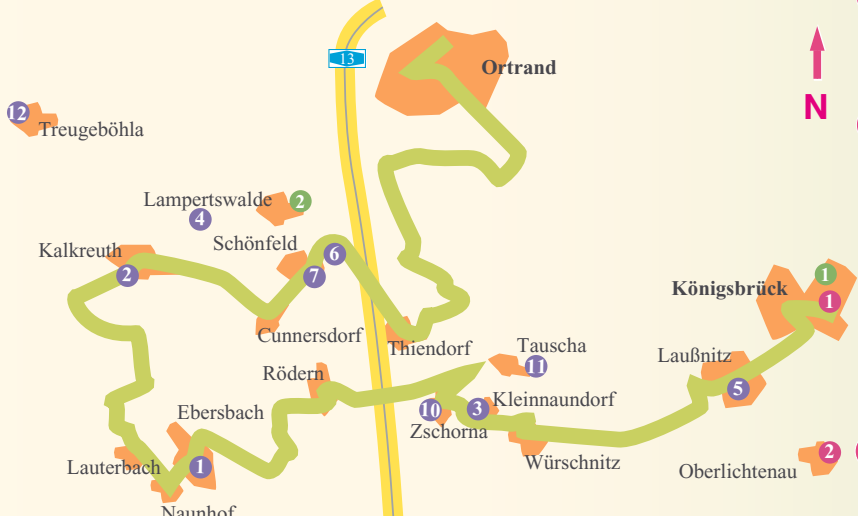 13
Ortrand
N
12
Treugeböhla
Lampertswalde
2
4
Schönfeld
6
Kalkreuth
2
7
Königsbrück
1
1
Cunnersdorf
Thiendorf
Tauscha
11
Laußnitz
5
Rödern
Kleinnaundorf
3
10
Zschorna
Ebersbach
Würschnitz
Lauterbach
1
Oberlichtenau
2
Naunhof